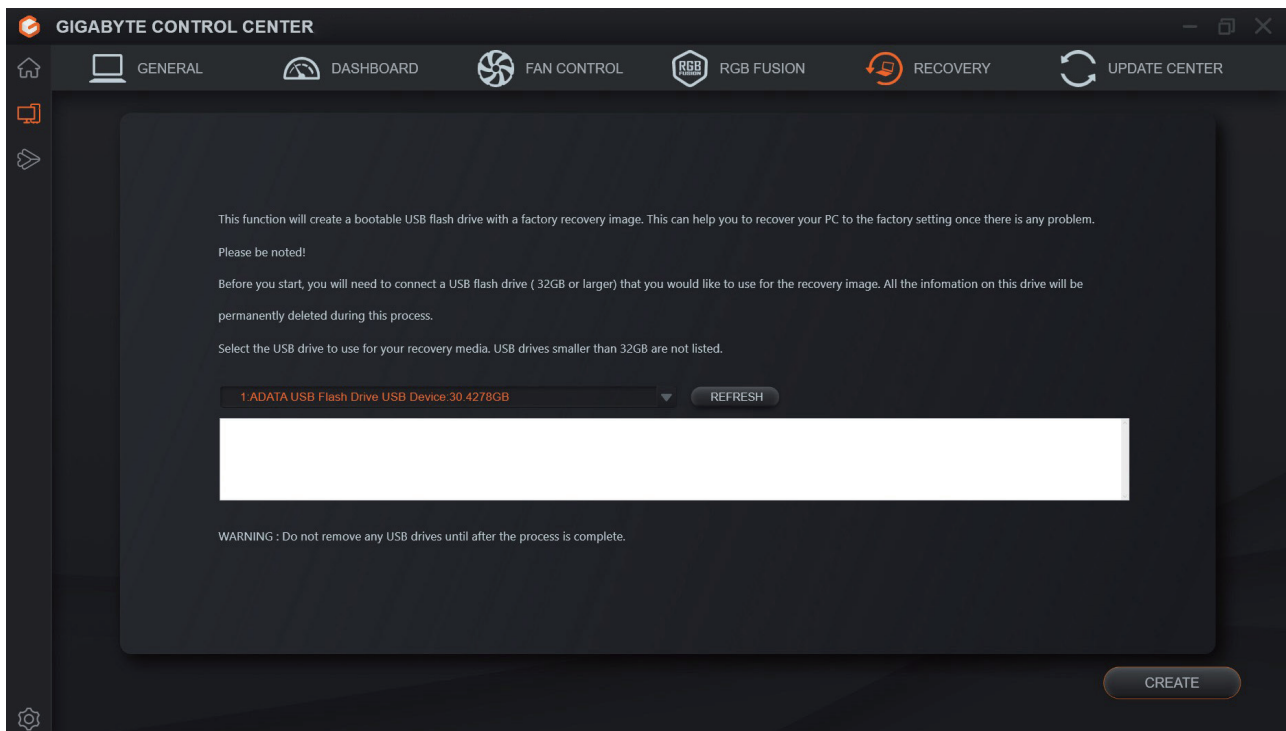 GIGABYTE CONTROL CENTER
GENERAL
DASHBOARD
FAN CONTROL
RGB FUSION
RGB FUSION
RECOVERY
UPDATE CENTER
This function will create a bootable USB flash drive with a factory recovery image. This can help you to recover your PC to the factory setting once there is any problem.
Please be noted!
Before you start, you will need to connect a USB flash drive ( 32GB or larger) that you would like to use for the recovery image. All the infomation on this drive will be
permanently deleted during this process.
Select the USB drive to use for your recovery media. USB drives smaller than 32GB are not listed.
1:ADATA USB Flash Drive USB Device:30.4278GB
REFRESH
WARNING : Do not remove any USB drives until after the process is complete.
CREATE